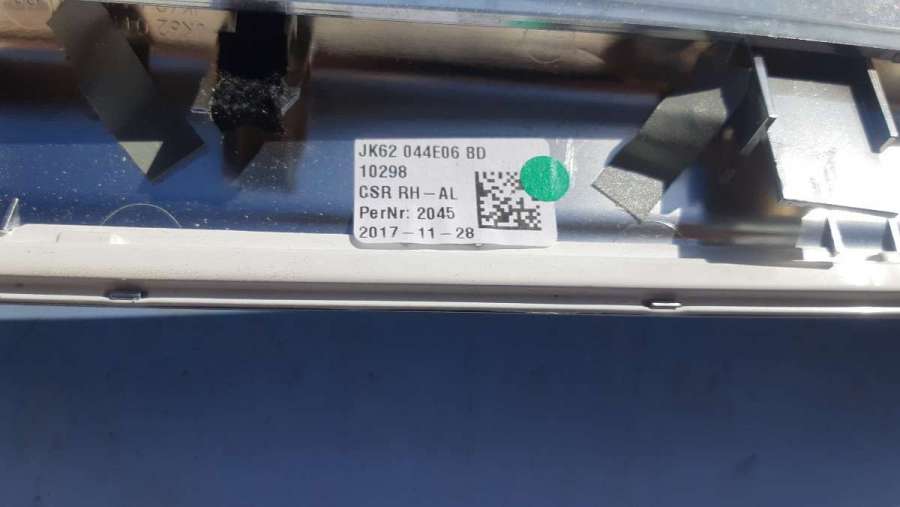 JK62 044E06 BD
10298
CSR RH-AL
PerNr: 2045
2017-11-28